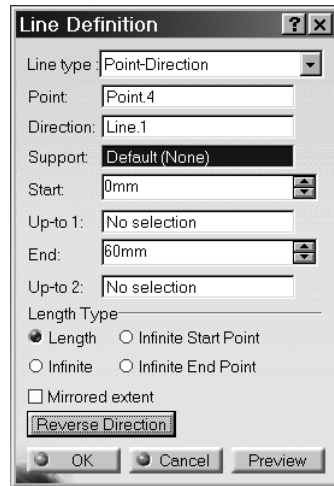 Line Definition ? ×
Line type : Point-Direction
Point: Point.4
Direction: Line.1
Support: Default (None)
Start: 0mm
Up-to 1: No selection
End: 60mm
Up-to 2: No selection
Length Type
Length Infinite Start Point
Infinite Infinite End Point
Mirrored extent
Reverse Direction
OK Cancel Preview